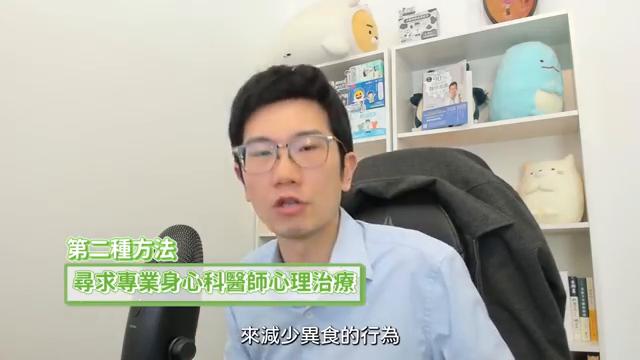 第二種方法
尋求專業身心科醫師心理治療
來減少異食的行為